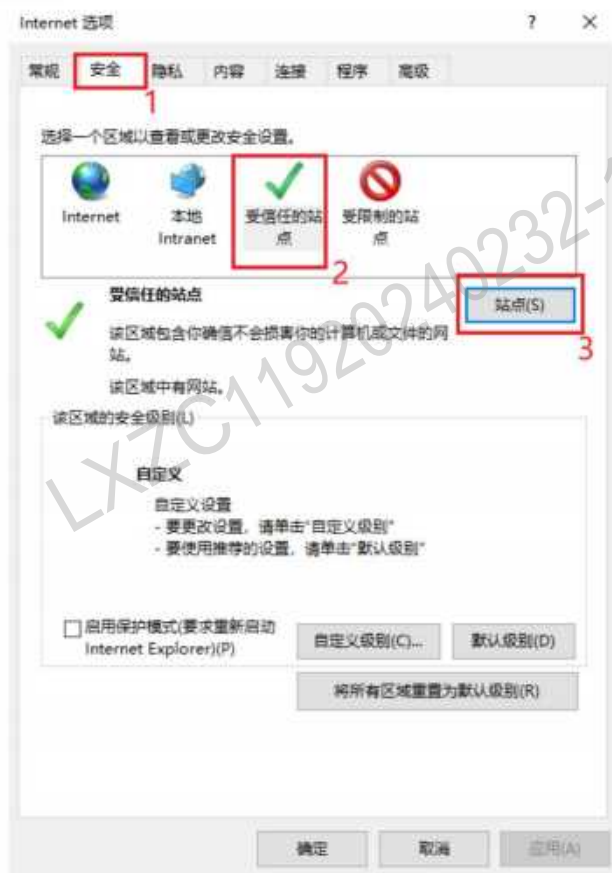 Internet 选项
? ×
常规 安全 隐私 内容 连接 程序 高级
1
选择一个区域以查看或更改安全设置。
Internet
本地
Intranet
受信任的站
点
受限制的站
点
2
受信任的站点
站点(S)
3
该区域包含你确信不会损害你的计算机或文件的网
站。
该区域中有网站。
该区域的安全级别(L)
自定义
自定义设置
- 要更改设置，请单击"自定义级别"
- 要使用推荐的设置，请单击"默认级别"
启用保护模式(要求重新启动
Internet Explorer)(P)
自定义级别(C)...
默认级别(D)
将所有区域重置为默认级别(R)
确定 取消 应用(A)
LXZC11920240232-